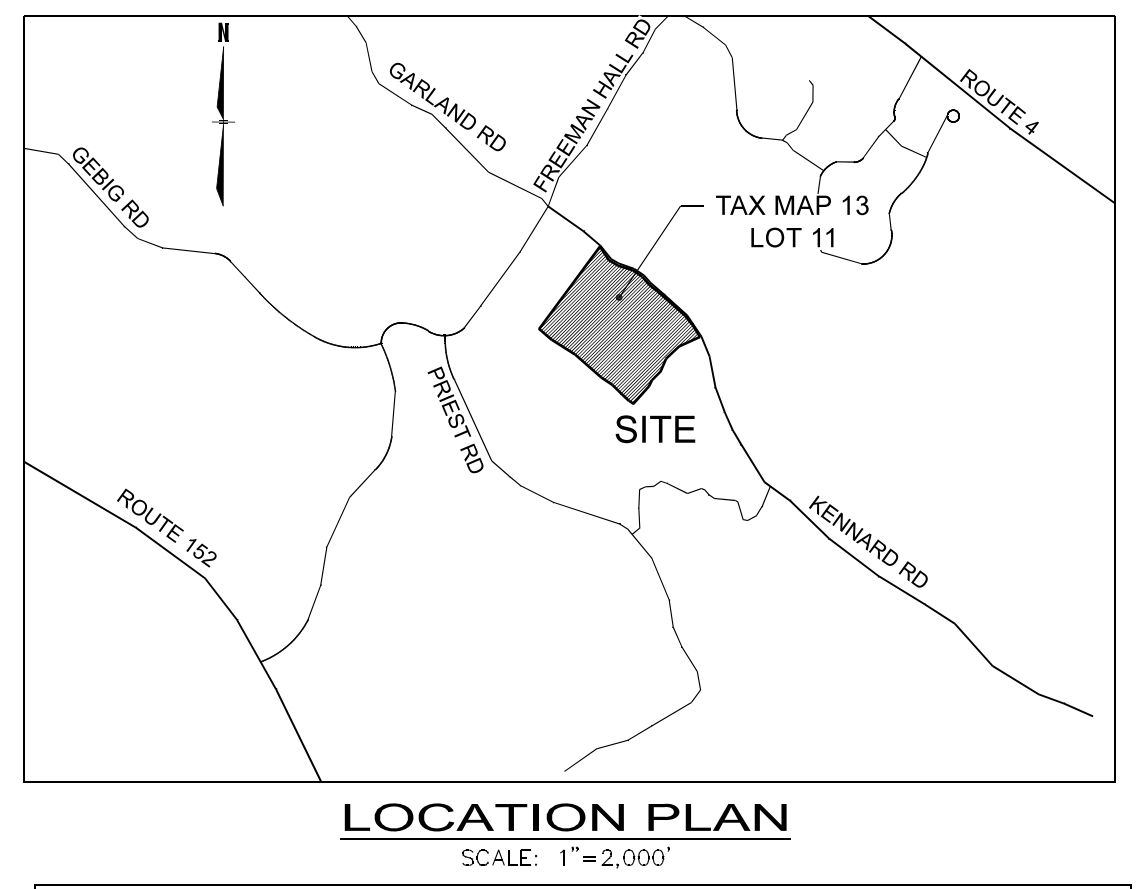 N
GARLAND RD
FREEMAN HALL RD
ROUTE 4
GEBIG RD
TAX MAP 13
LOT 11
PRIEST RD
SITE
ROUTE 152
KENNARD RD
LOCATION PLAN
SCALE: 1"=2,000'